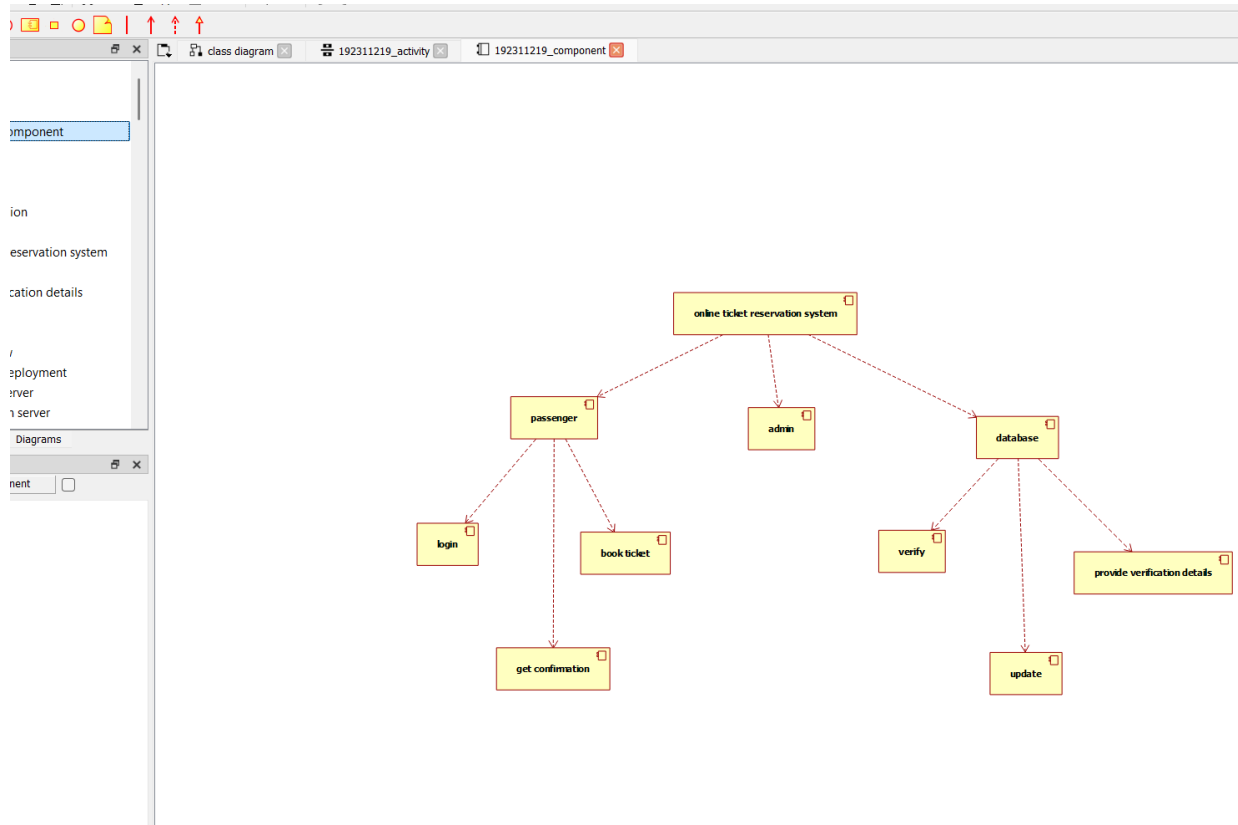 class diagram
192311219_activity
192311219_component
omponent
ion
eservation system
cation details
eployment
erver
n server
Diagrams
nent
online ticket reservation system
passenger
admin
database
login
book ticket
verify
provide verification details
get confirmation
update